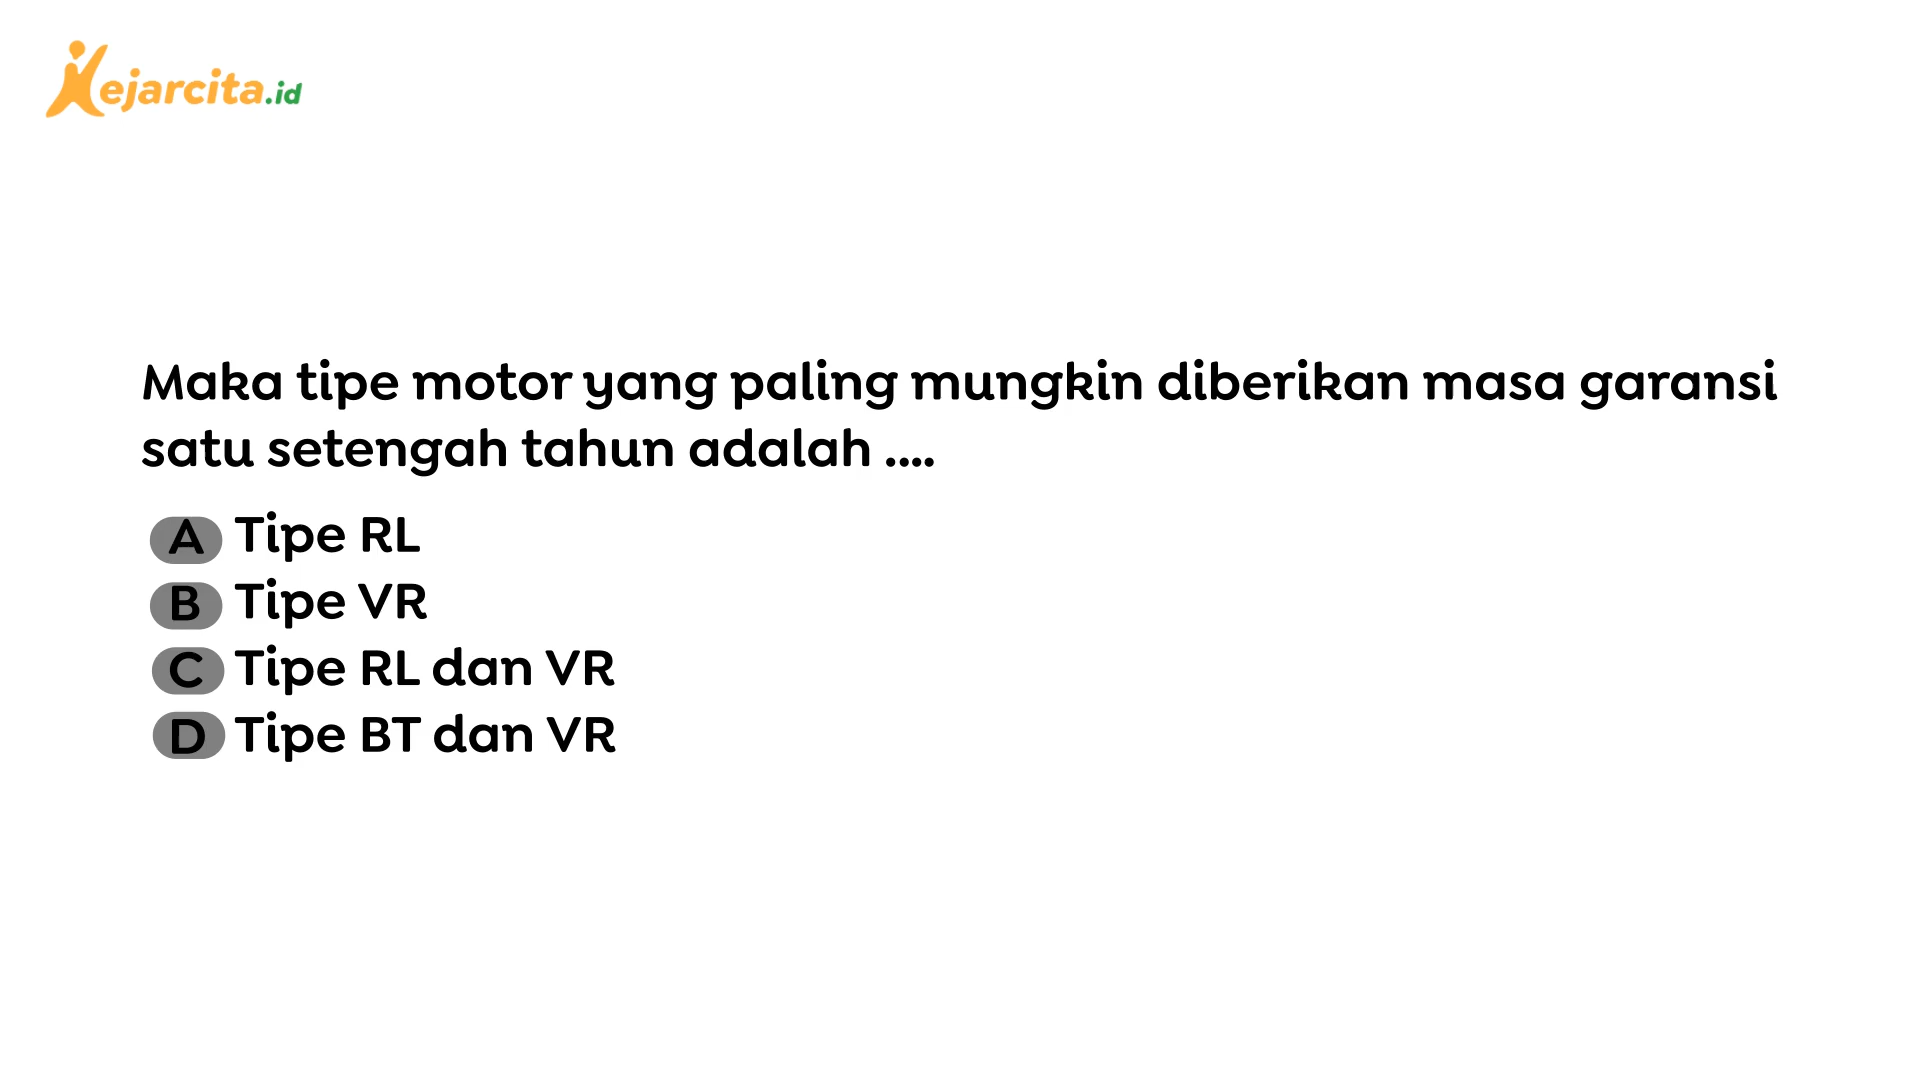 Kejarcita.id
Maka tipe motor yang paling mungkin diberikan masa garansi
satu setengah tahun adalah ....
A Tipe RL
B Tipe VR
C Tipe RL dan VR
D Tipe BT dan VR